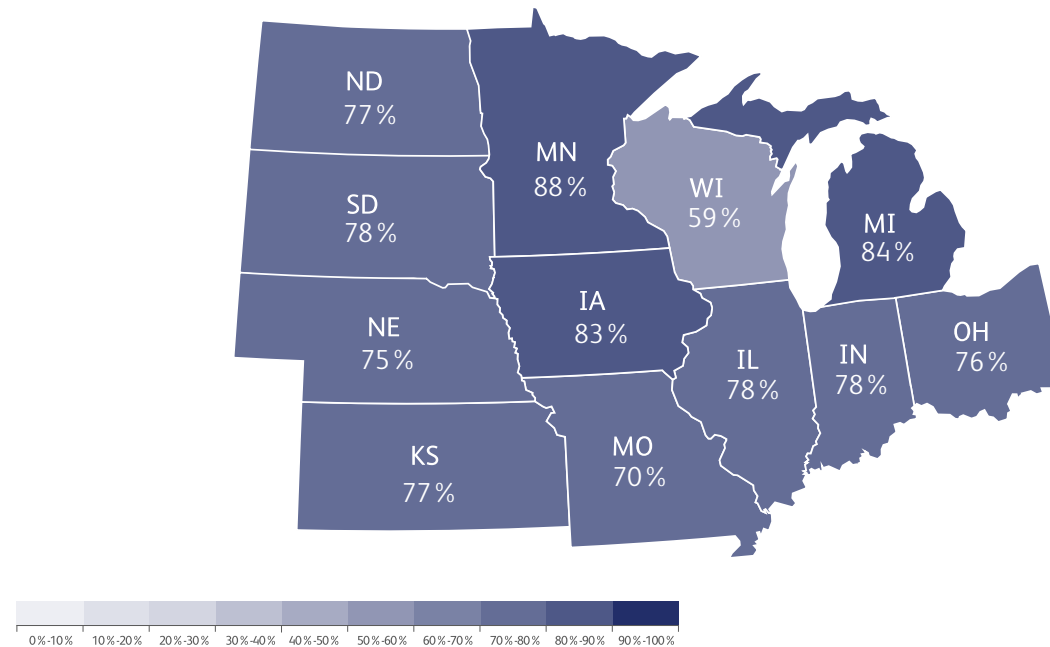 ND
77%
MN
88%
WI
59%
SD
78%
MI
84%
IA
83%
NE
75%
OH
76%
IL
78%
IN
78%
KS
77%
MO
70%
0%-10%
10%-20%
20%-30%
30%-40%
40%-50%
50%-60%
60%-70%
70%-80%
80%-90%
90%-100%